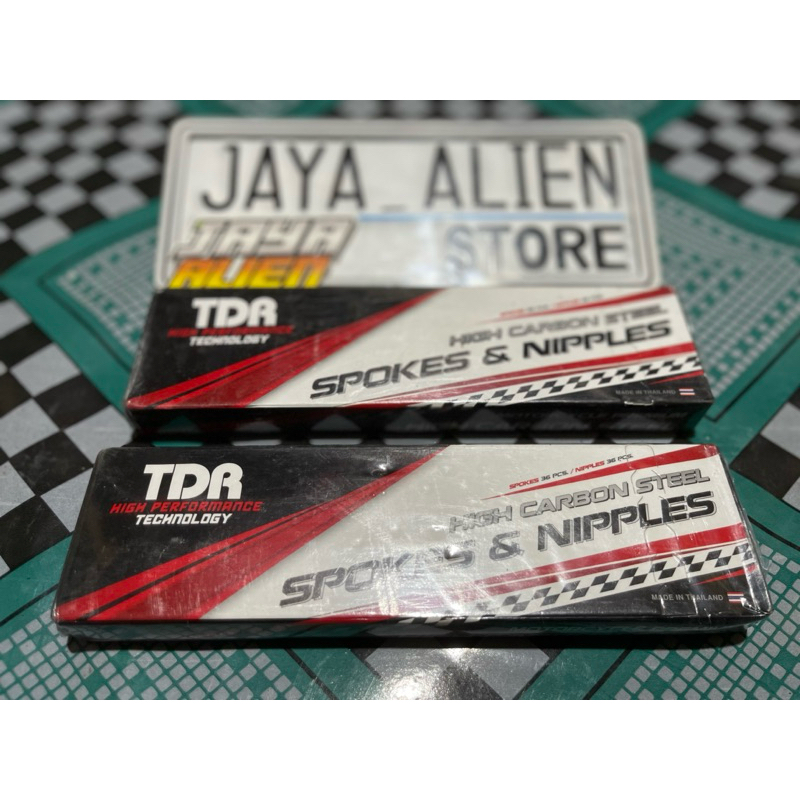 JAYA_ALIEN
STORE
JAYA
ALIEN
TDR
HIGH PERFORMANCE
TECHNOLOGY
HIGH CARBON STEEL
SPOKES & NIPPLES
MADE IN THAILAND
TDR
HIGH PERFORMANCE
TECHNOLOGY
SPOKES 36 PCS. / NIPPLES 36 PCS.
HIGH CARBON STEEL
SPOKES & NIPPLES
MADE IN THAILAND